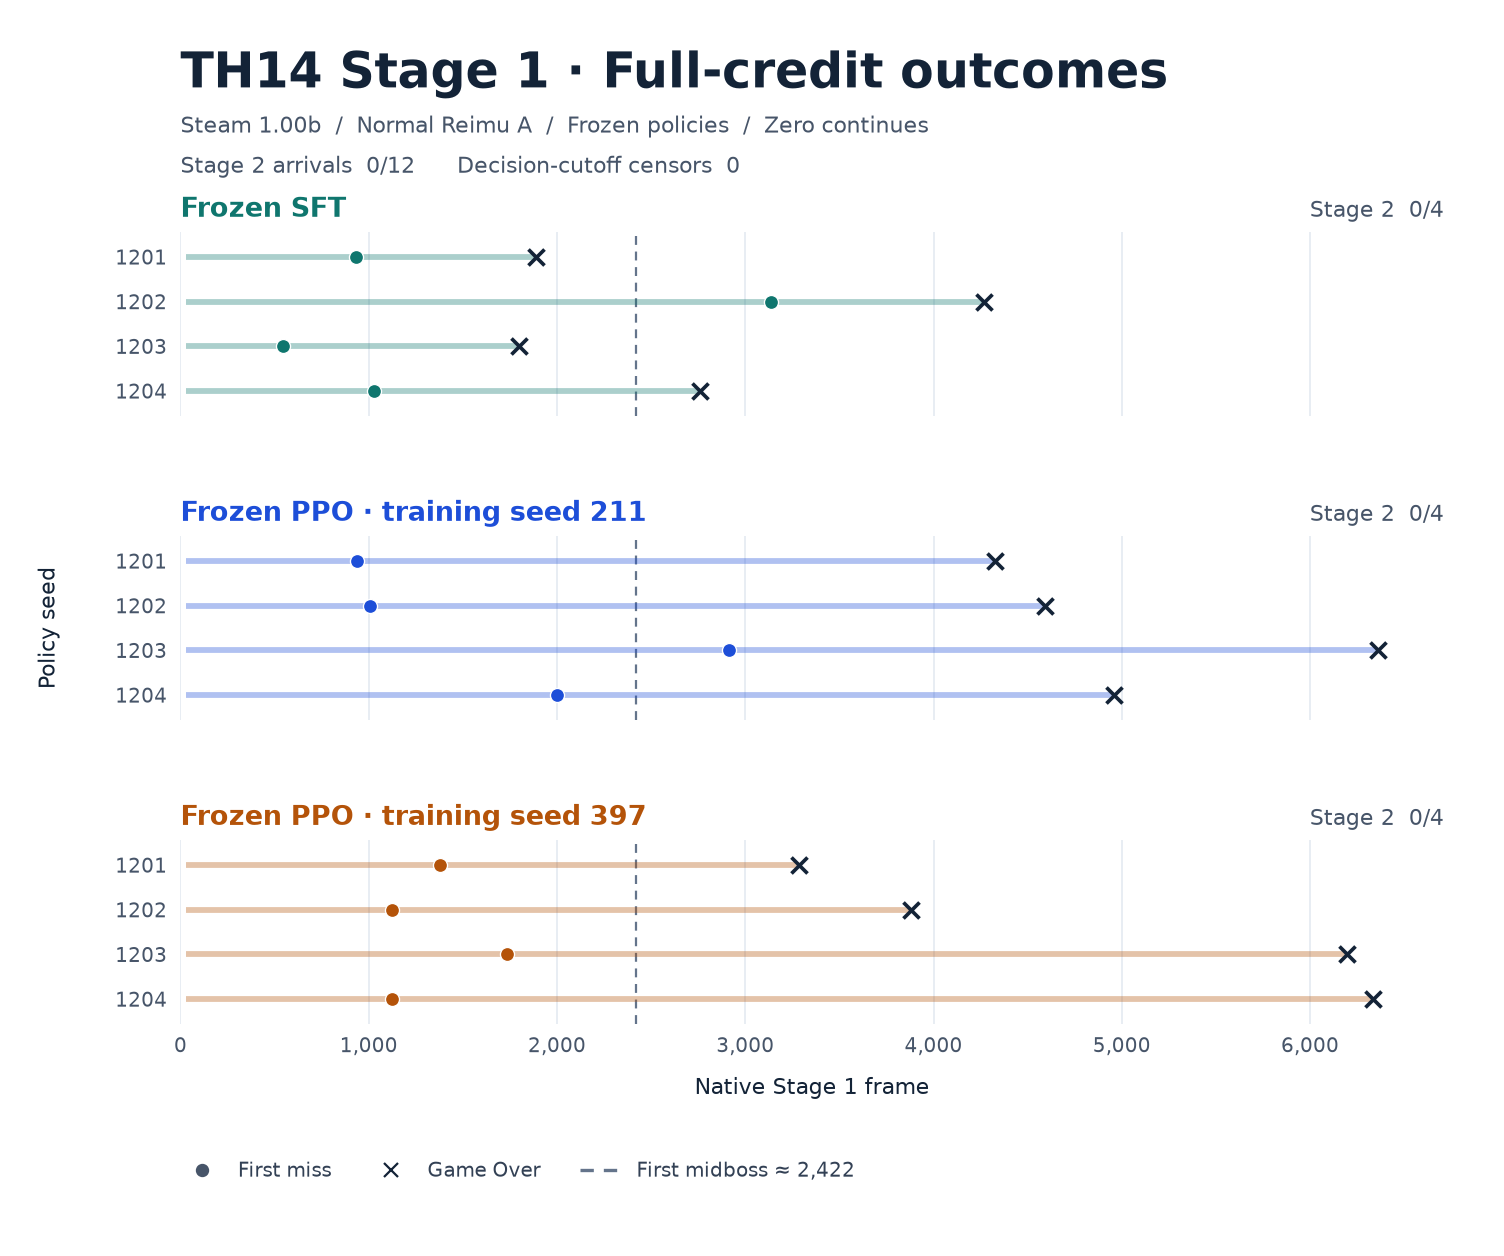 TH14 Stage 1 · Full-credit outcomes
Steam 1.00b / Normal Reimu A / Frozen policies / Zero continues
Stage 2 arrivals 0/12 Decision-cutoff censors 0
Frozen SFT
Stage 2 0/4
1201
1202
1203
1204
Frozen PPO · training seed 211
Stage 2 0/4
1201
1202
1203
1204
Policy seed
Frozen PPO · training seed 397
Stage 2 0/4
1201
1202
1203
1204
0 1,000 2,000 3,000 4,000 5,000 6,000
Native Stage 1 frame
First miss Game Over First midboss ≈ 2,422